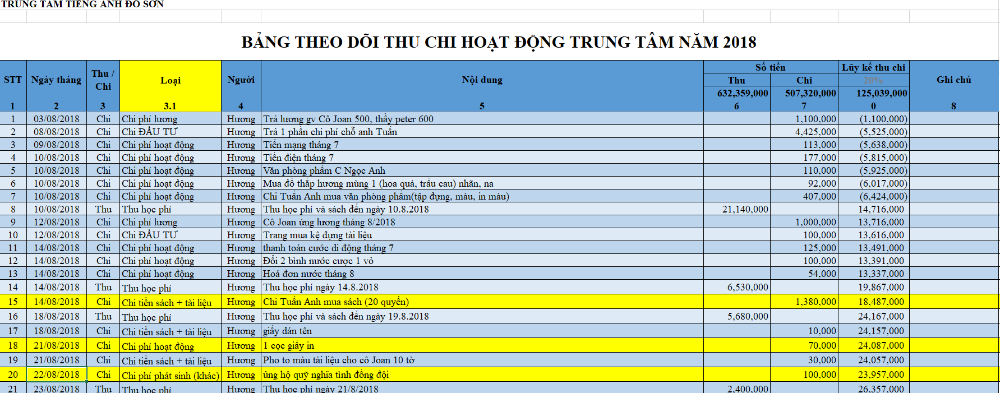 TRUNG TÂM TIẾNG ANH ĐỒ SƠN
BẢNG THEO DÕI THU CHI HOẠT ĐỘNG TRUNG TÂM NĂM 2018
STT Ngày tháng Thu / Chi Loại Người Nội dung Số tiền Lũy kế thu chi Ghi chú
Thu Chi 20%
632,359,000 507,320,000 125,039,000
1 2 3 3.1 4 5 6 7 0 8
1 03/08/2018 Chi Chi phí lương Hương Trả lương gv Cô Joan 500, thầy peter 600 1,100,000 (1,100,000)
2 08/08/2018 Chi Chi ĐẦU TƯ Hương Trả 1 phần chi phí chỗ anh Tuấn 4,425,000 (5,525,000)
3 09/08/2018 Chi Chi phí hoạt động Hương Tiến mạng tháng 7 113,000 (5,638,000)
4 10/08/2018 Chi Chi phí hoạt động Hương Tiền điện tháng 7 177,000 (5,815,000)
5 10/08/2018 Chi Chi phí hoạt động Hương Văn phòng phẩm C Ngọc Anh 110,000 (5,925,000)
6 10/08/2018 Chi Chi phí hoạt động Hương Mua đồ thắp hương mùng 1 (hoa quả, trầu cau) nhãn, na 92,000 (6,017,000)
7 10/08/2018 Chi Chi phí hoạt động Hương Chi Tuấn Anh mua văn phòng phẩm(tập đựng, màu, in màu) 407,000 (6,424,000)
8 10/08/2018 Thu Thu học phí Hương Thu học phí và sách đến ngày 10.8.2018 21,140,000 14,716,000
9 12/08/2018 Chi Chi phí lương Hương Cô Joan ứng lương tháng 8/2018 1,000,000 13,716,000
10 12/08/2018 Chi Chi ĐẦU TƯ Hương Trang mua kệ đựng tài liệu 100,000 13,616,000
11 14/08/2018 Chi Chi phí hoạt động Hương thanh toán cước di động tháng 7 125,000 13,491,000
12 14/08/2018 Chi Chi phí hoạt động Hương Đổi 2 bình nước cược 1 vỏ 100,000 13,391,000
13 14/08/2018 Chi Chi phí hoạt động Hương Hoá đơn nước tháng 8 54,000 13,337,000
14 14/08/2018 Thu Thu học phí Hương Thu học phí ngày 14.8.2018 6,530,000 19,867,000
15 14/08/2018 Chi Chi tiền sách + tài liệu Hương Chi Tuấn Anh mua sách (20 quyển) 1,380,000 18,487,000
16 18/08/2018 Thu Thu học phí Hương Thu học phí và sách đến ngày 19.8.2018 5,680,000 24,167,000
17 18/08/2018 Chi Chi tiền sách + tài liệu Hương giấy dán tên 10,000 24,157,000
18 21/08/2018 Chi Chi phí hoạt động Hương 1 cọc giấy in 70,000 24,087,000
19 21/08/2018 Chi Chi tiền sách + tài liệu Hương Pho to màu tài liệu cho cô Joan 10 tờ 30,000 24,057,000
20 22/08/2018 Chi Chi phí phát sinh (khác) Hương ủng hộ quỹ nghĩa tình đồng đội 100,000 23,957,000
21 23/08/2018 Thu Thu học phí Hương Thu học phí ngày 21/8/2018 2,400,000 26,357,000